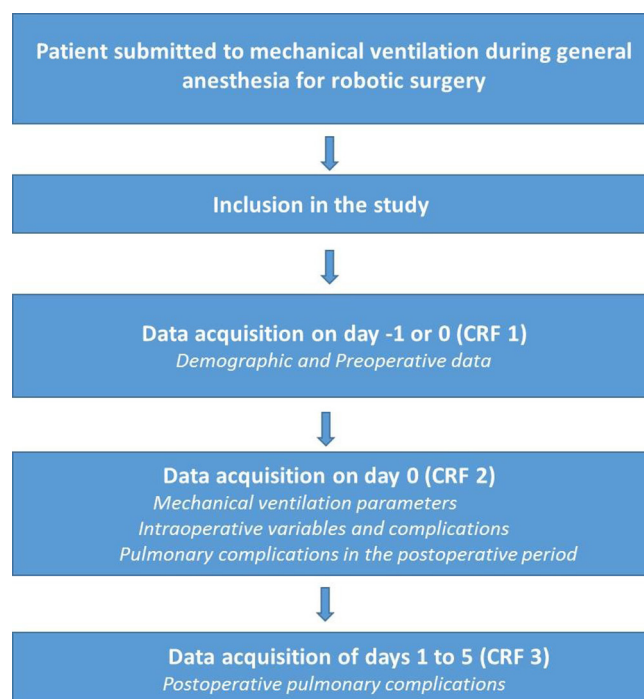 Patient submitted to mechanical ventilation during general
anesthesia for robotic surgery
Inclusion in the study
Data acquisition on day -1 or 0 (CRF 1)
Demographic and Preoperative data
Data acquisition on day 0 (CRF 2)
Mechanical ventilation parameters
Intraoperative variables and complications
Pulmonary complications in the postoperative period
Data acquisition of days 1 to 5 (CRF 3)
Postoperative pulmonary complications